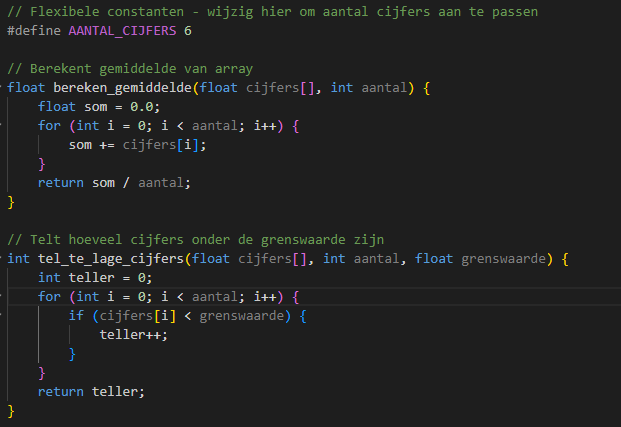 // Flexibele constanten - wijzig hier om aantal cijfers aan te passen
#define AANTAL_CIJFERS 6
// Berekent gemiddelde van array
float bereken_gemiddelde(float cijfers[], int aantal) {
    float som = 0.0;
    for (int i = 0; i < aantal; i++) {
        som += cijfers[i];
    }
    return som / aantal;
}
// Telt hoeveel cijfers onder de grenswaarde zijn
int tel_te_lage_cijfers(float cijfers[], int aantal, float grenswaarde) {
    int teller = 0;
    for (int i = 0; i < aantal; i++) {
        if (cijfers[i] < grenswaarde) {
            teller++;
        }
    }
    return teller;
}